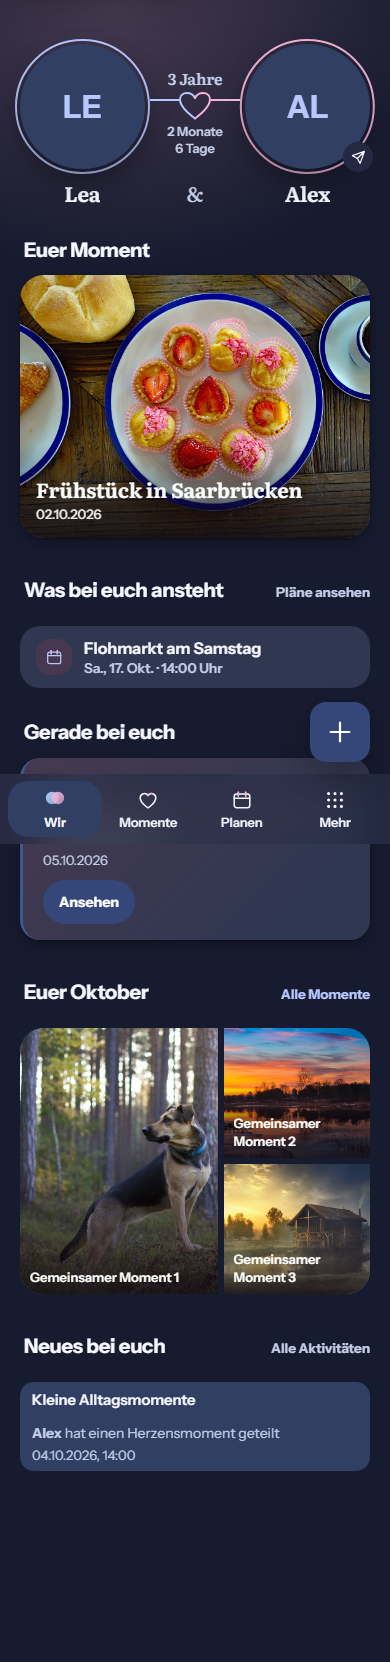 LE
3 Jahre
2 Monate
6 Tage
AL
Lea
&
Alex
Euer Moment
Frühstück in Saarbrücken
02.10.2026
Was bei euch ansteht
Pläne ansehen
Flohmarkt am Samstag
Sa., 17. Okt. · 14:00 Uhr
Gerade bei euch
Wir
Momente
Planen
Mehr
05.10.2026
Ansehen
Euer Oktober
Alle Momente
Gemeinsamer Moment 1
Gemeinsamer
Moment 2
Gemeinsamer
Moment 3
Neues bei euch
Alle Aktivitäten
Kleine Alltagsmomente
Alex hat einen Herzensmoment geteilt
04.10.2026, 14:00